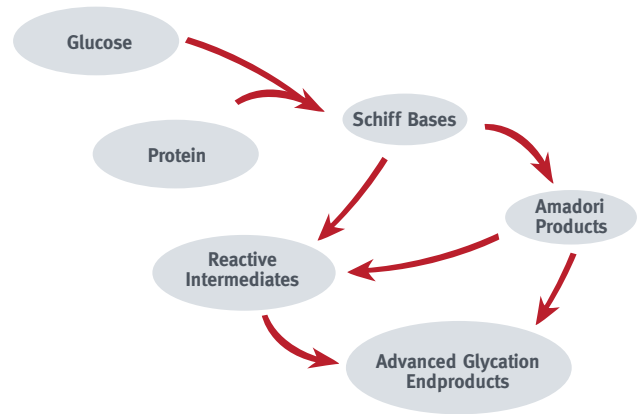 Glucose
Schiff Bases
Protein
Amadori
Products
Reactive
Intermediates
Advanced Glycation
Endproducts